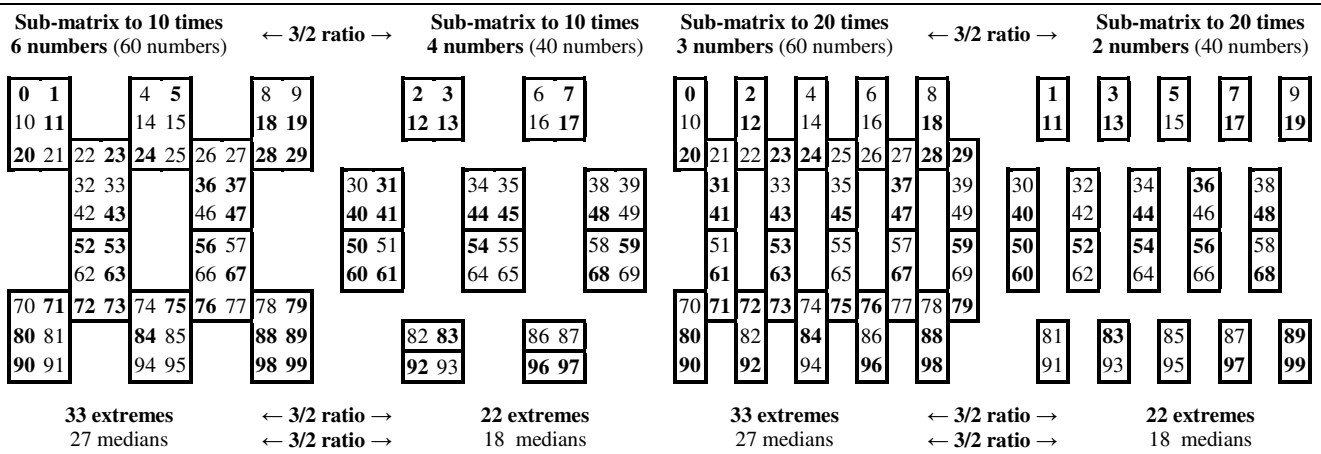 Sub-matrix to 10 times ← 3/2 ratio → Sub-matrix to 10 times Sub-matrix to 20 times ← 3/2 ratio → Sub-matrix to 20 times
6 numbers (60 numbers) 4 numbers (40 numbers) 3 numbers (60 numbers) 2 numbers (40 numbers)
0 1 4 5 8 9 2 3 6 7 0 2 4 6 8 1 3 5 7 9
10 11 14 15 18 19 12 13 16 17 10 12 14 16 18 11 13 15 17 19
20 21 22 23 24 25 26 27 28 29 20 21 22 23 24 25 26 27 28 29
32 33 36 37 30 31 34 35 38 39 31 33 35 37 39 30 32 34 36 38
42 43 46 47 40 41 44 45 48 49 41 43 45 47 49 40 42 44 46 48
52 53 56 57 50 51 54 55 58 59 51 53 55 57 59 50 52 54 56 58
62 63 66 67 60 61 64 65 68 69 61 63 65 67 69 60 62 64 66 68
70 71 72 73 74 75 76 77 78 79 70 71 72 73 74 75 76 77 78 79
80 81 84 85 88 89 82 83 86 87 80 82 84 86 88 81 83 85 87 89
90 91 94 95 98 99 92 93 96 97 90 92 94 96 98 91 93 95 97 99
33 extremes ← 3/2 ratio → 22 extremes 33 extremes ← 3/2 ratio → 22 extremes
27 medians ← 3/2 ratio → 18 medians 27 medians ← 3/2 ratio → 18 medians